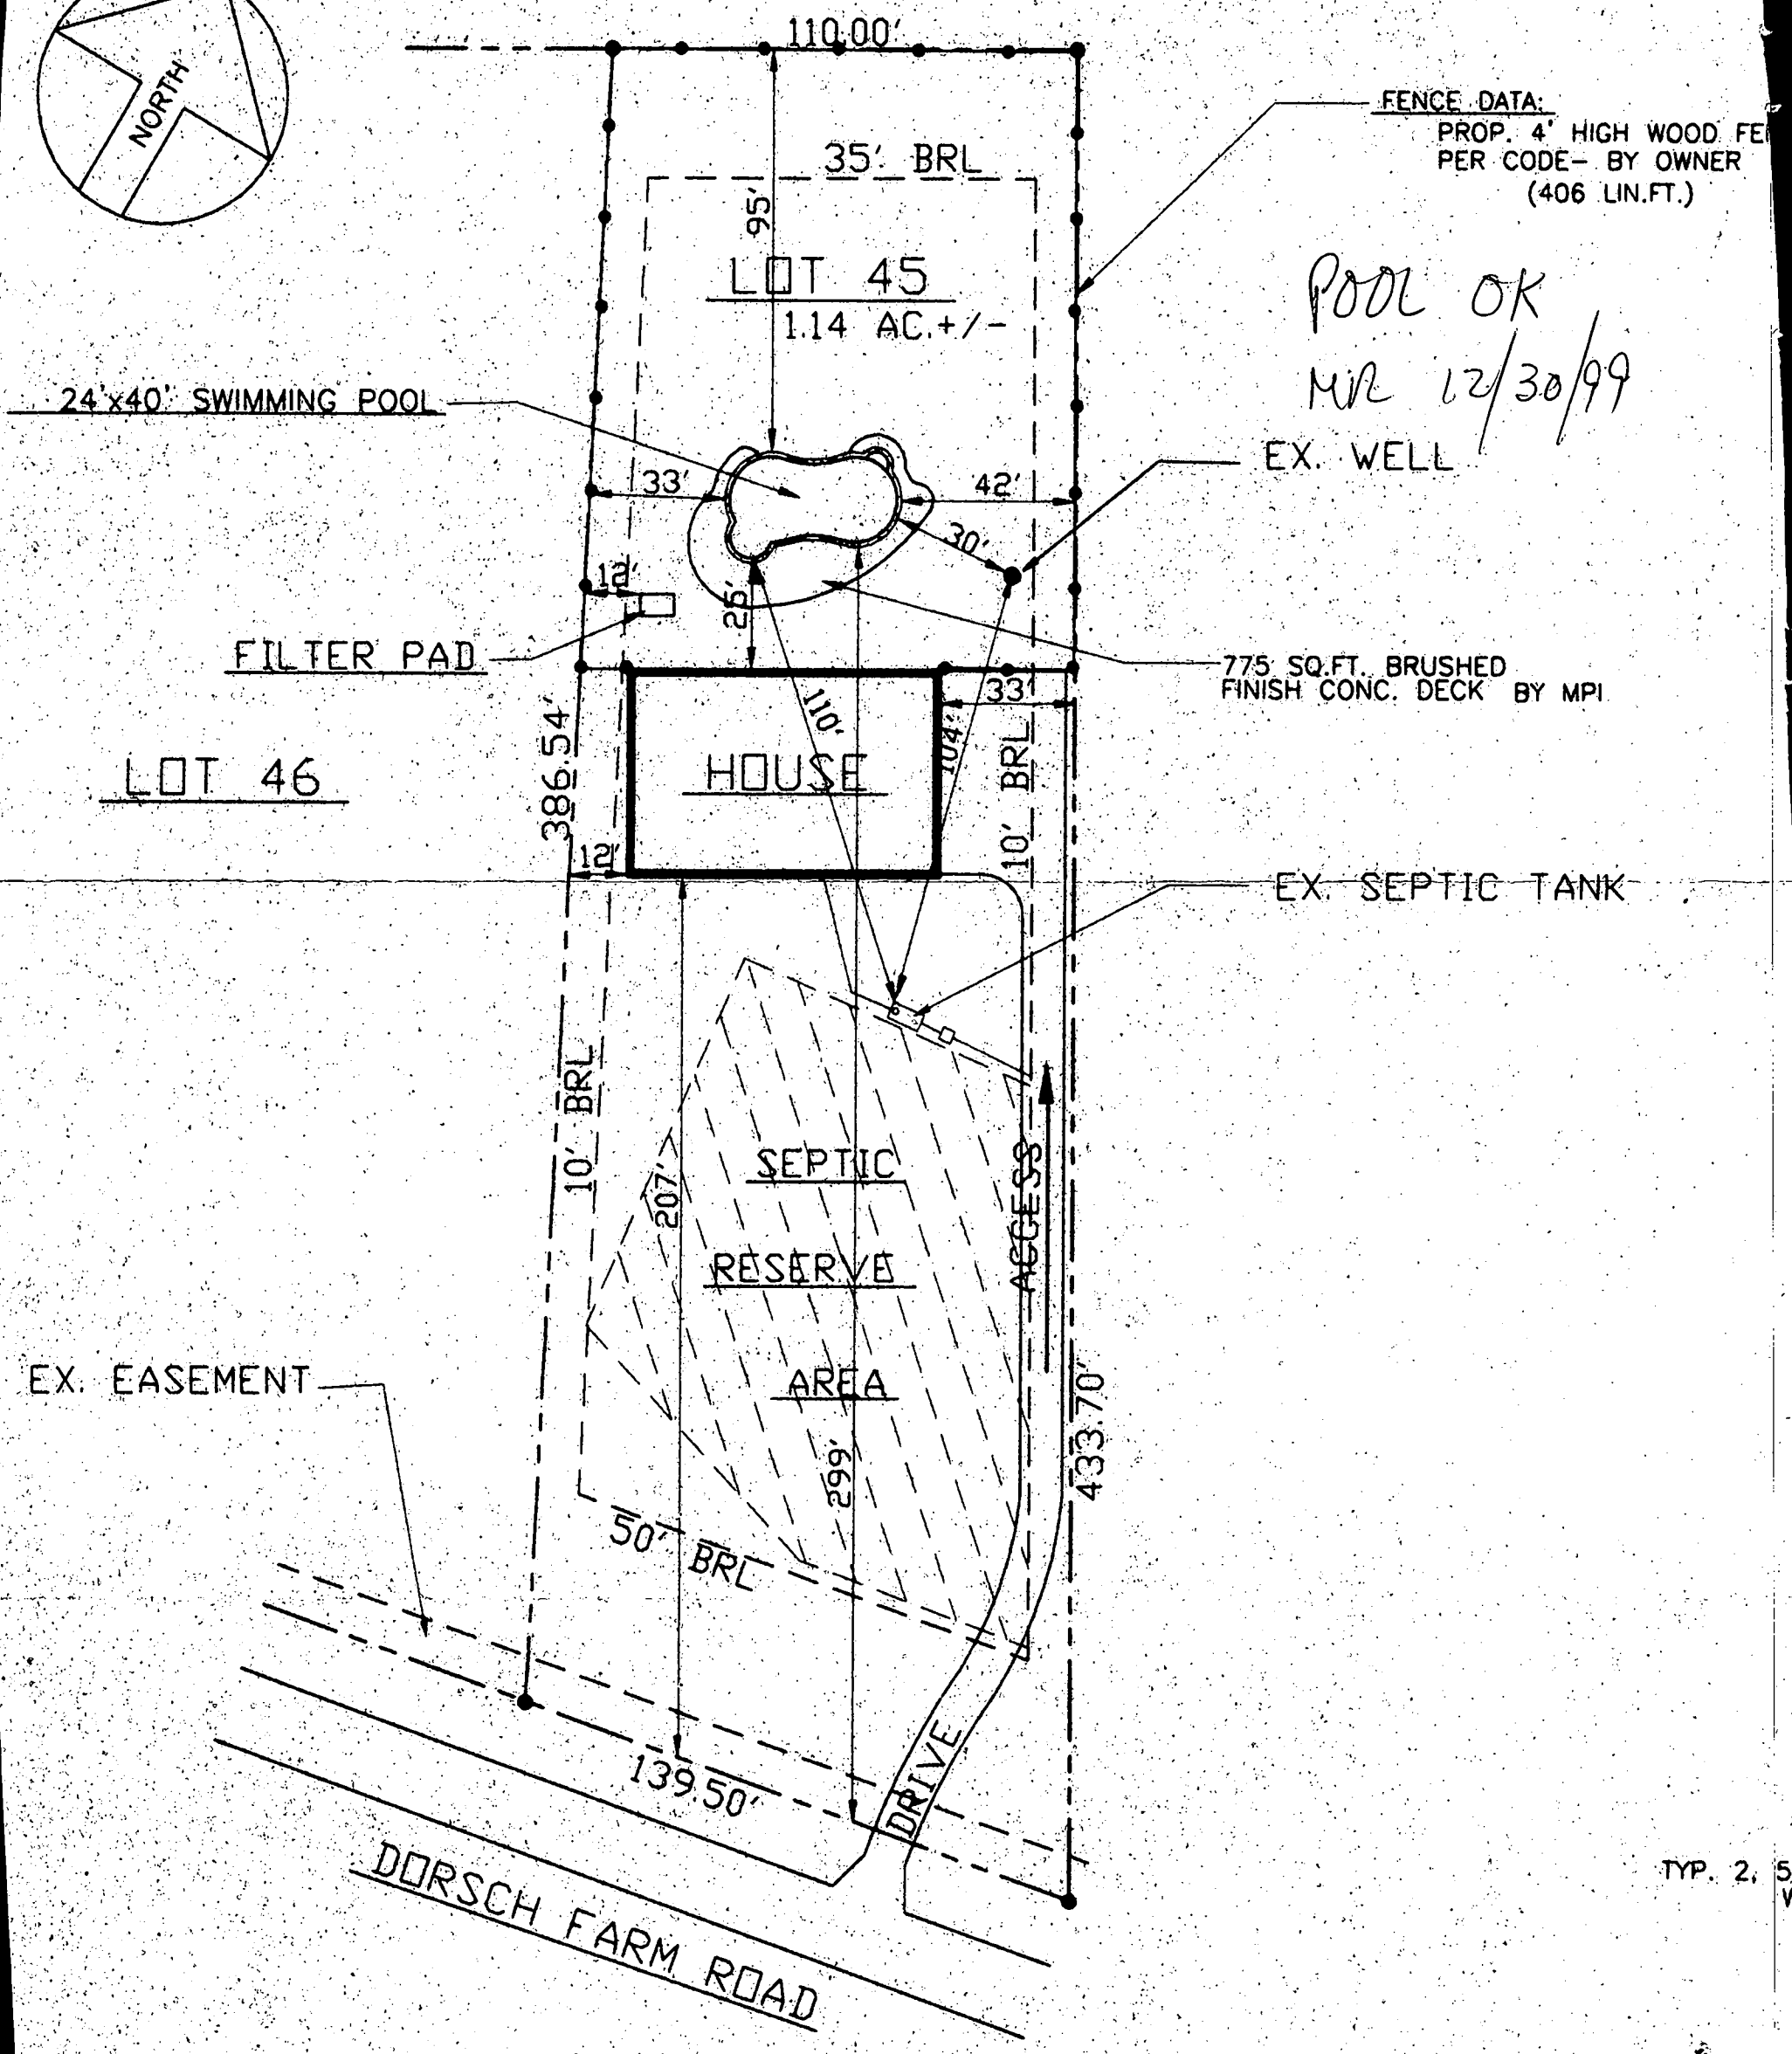 110.00'
NORTH
FENCE DATA:
PROP. 4' HIGH WOOD
PER CODE- BY OWNER
(406 LIN.FT.)
35' BRL
95'
LOT 45
1.14 AC.+/-
POOL OK
12/30/99
24'x40' SWIMMING POOL
EX. WELL
33'
42'
30'
12'
25'
FILTER PAD
775 SQ.FT. BRUSHED
FINISH CONC. DECK BY MPI
33'
110'
104'
386.54'
LOT 46
HOUSE
10' BRL
12'
EX. SEPTIC TANK
10' BRL
207'
SEPTIC
RESERVE
AREA
ACCESS
EX. EASEMENT
433.70'
299'
50' BRL
139.50'
DRIVE
DORSCH FARM ROAD
TYP. 2,